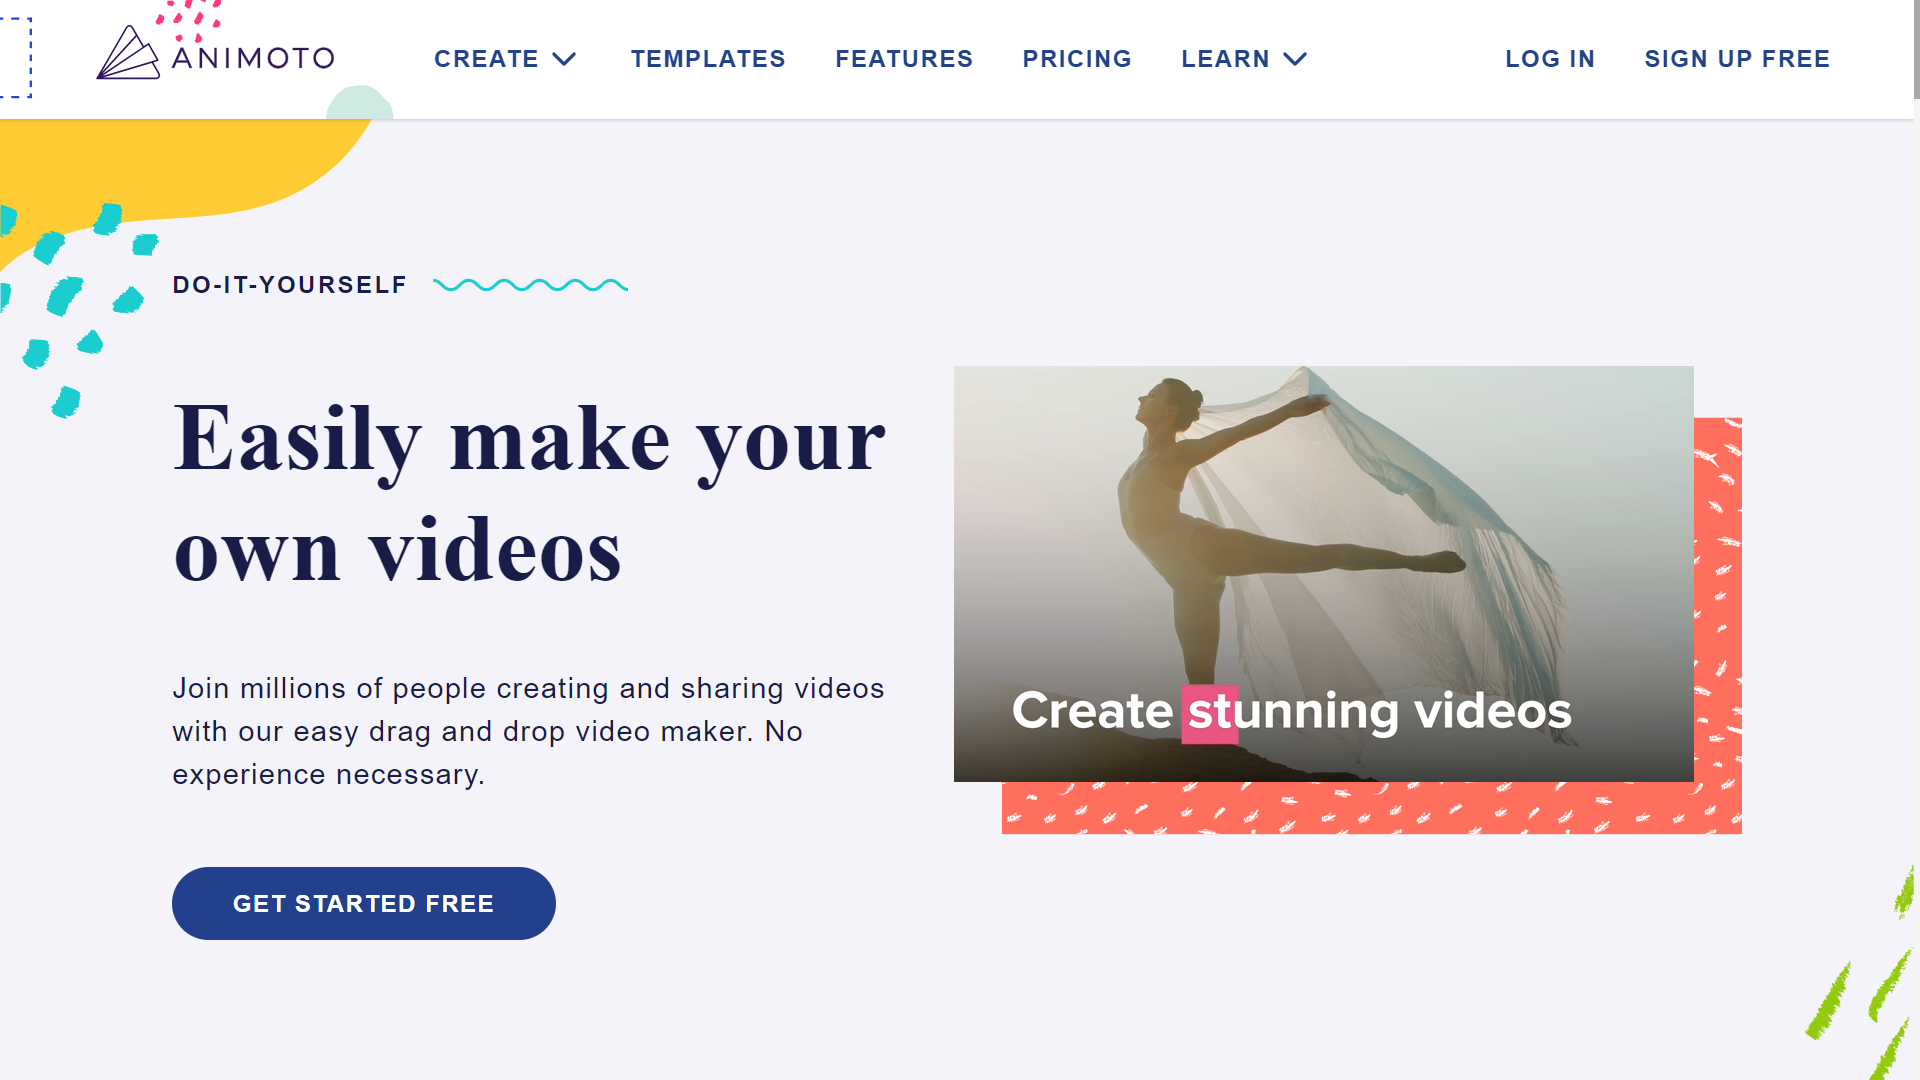 ANIMOTO
CREATE
TEMPLATES
FEATURES
PRICING
LEARN
LOG IN
SIGN UP FREE
DO-IT-YOURSELF
Easily make your
own videos
Join millions of people creating and sharing videos
with our easy drag and drop video maker. No
experience necessary.
GET STARTED FREE
Create stunning videos